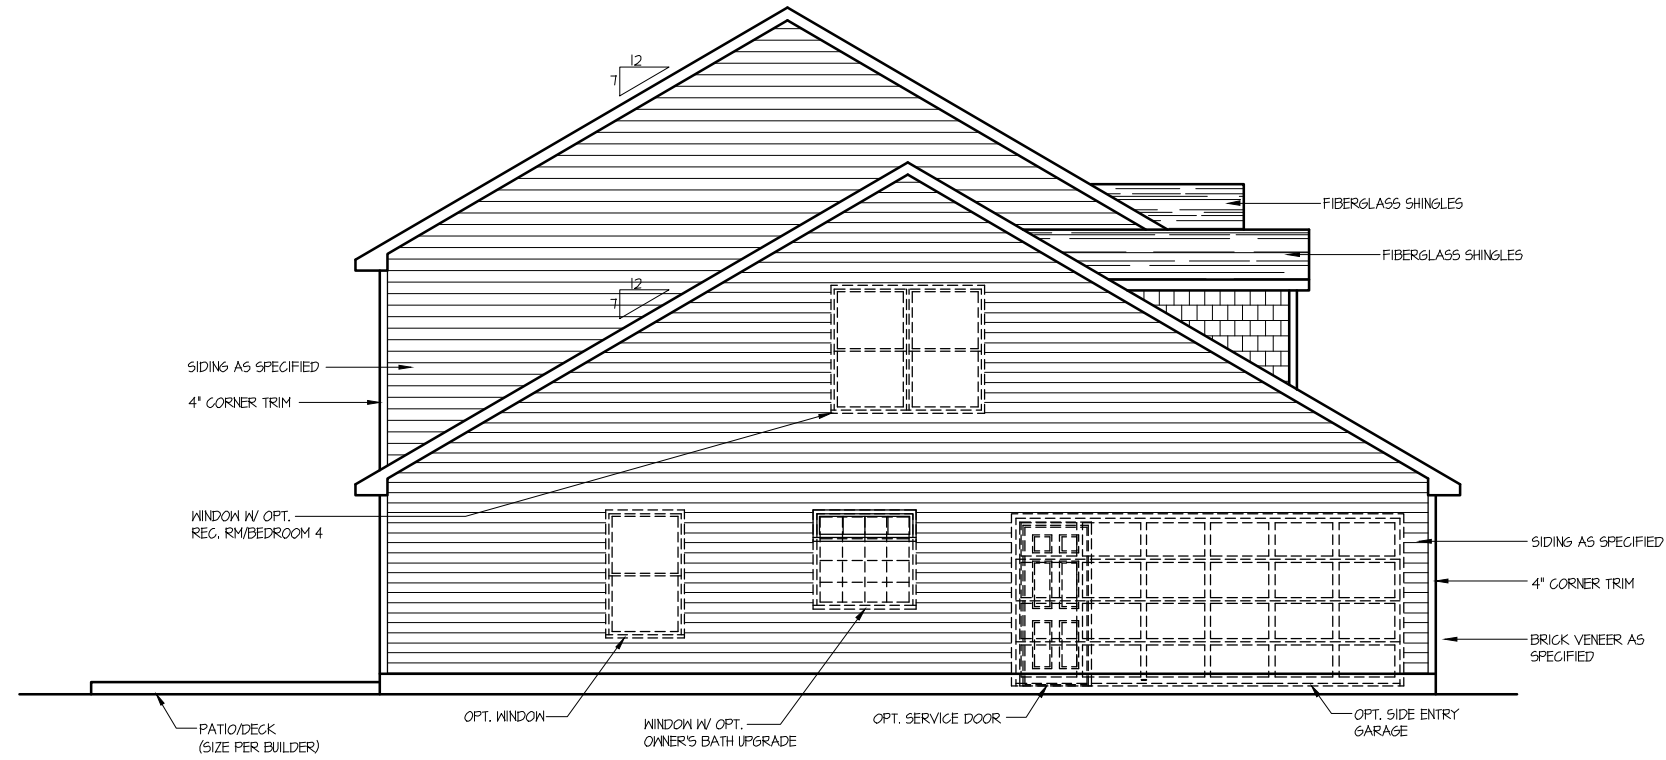 12
7
FIBERGLASS SHINGLES
FIBERGLASS SHINGLES
12
7
SIDING AS SPECIFIED
4" CORNER TRIM
WINDOW W/ OPT.
REC. RM/BEDROOM 4
SIDING AS SPECIFIED
4" CORNER TRIM
BRICK VENEER AS
SPECIFIED
PATIO/DECK
(SIZE PER BUILDER)
OPT. WINDOW
WINDOW W/ OPT.
OWNER'S BATH UPGRADE
OPT. SERVICE DOOR
OPT. SIDE ENTRY
GARAGE